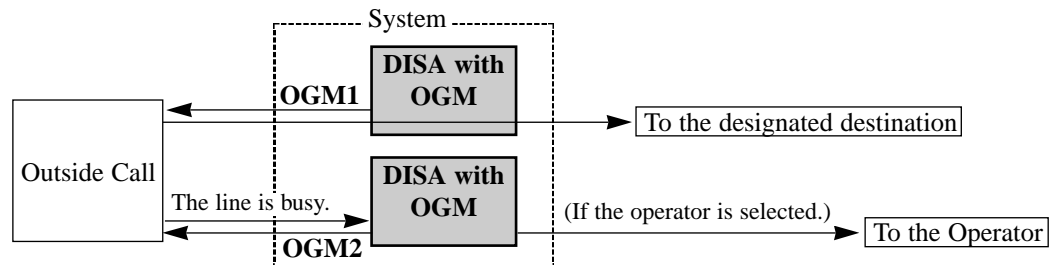 System
DISA with
OGM
OGM1
To the designated destination
Outside Call
DISA with
OGM
The line is busy.
(If the operator is selected.)
OGM2
To the Operator